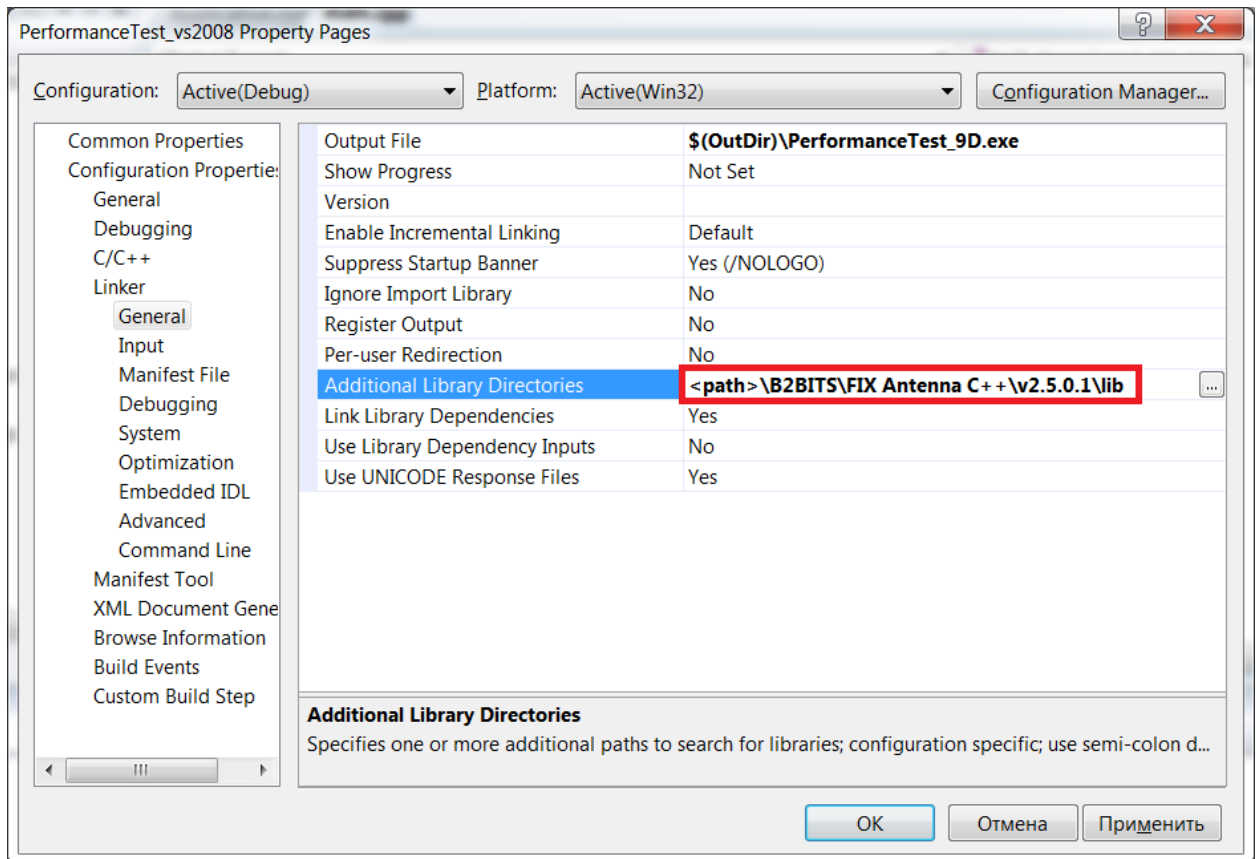 PerformanceTest_vs2008 Property Pages
Configuration: Active(Debug) Platform: Active(Win32) Configuration Manager...
Common Properties
Configuration Properties
General
Debugging
C/C++
Linker
General
Input
Manifest File
Debugging
System
Optimization
Embedded IDL
Advanced
Command Line
Manifest Tool
XML Document Gene
Browse Information
Build Events
Custom Build Step
Output File $(OutDir)\PerformanceTest_9D.exe
Show Progress Not Set
Version
Enable Incremental Linking Default
Suppress Startup Banner Yes (/NOLOGO)
Ignore Import Library No
Register Output No
Per-user Redirection No
Additional Library Directories <path>\B2BITS\FIX Antenna C++\v2.5.0.1\lib ...
Link Library Dependencies Yes
Use Library Dependency Inputs No
Use UNICODE Response Files Yes
Additional Library Directories
Specifies one or more additional paths to search for libraries; configuration specific; use semi-colon d...
OK Отмена Применить